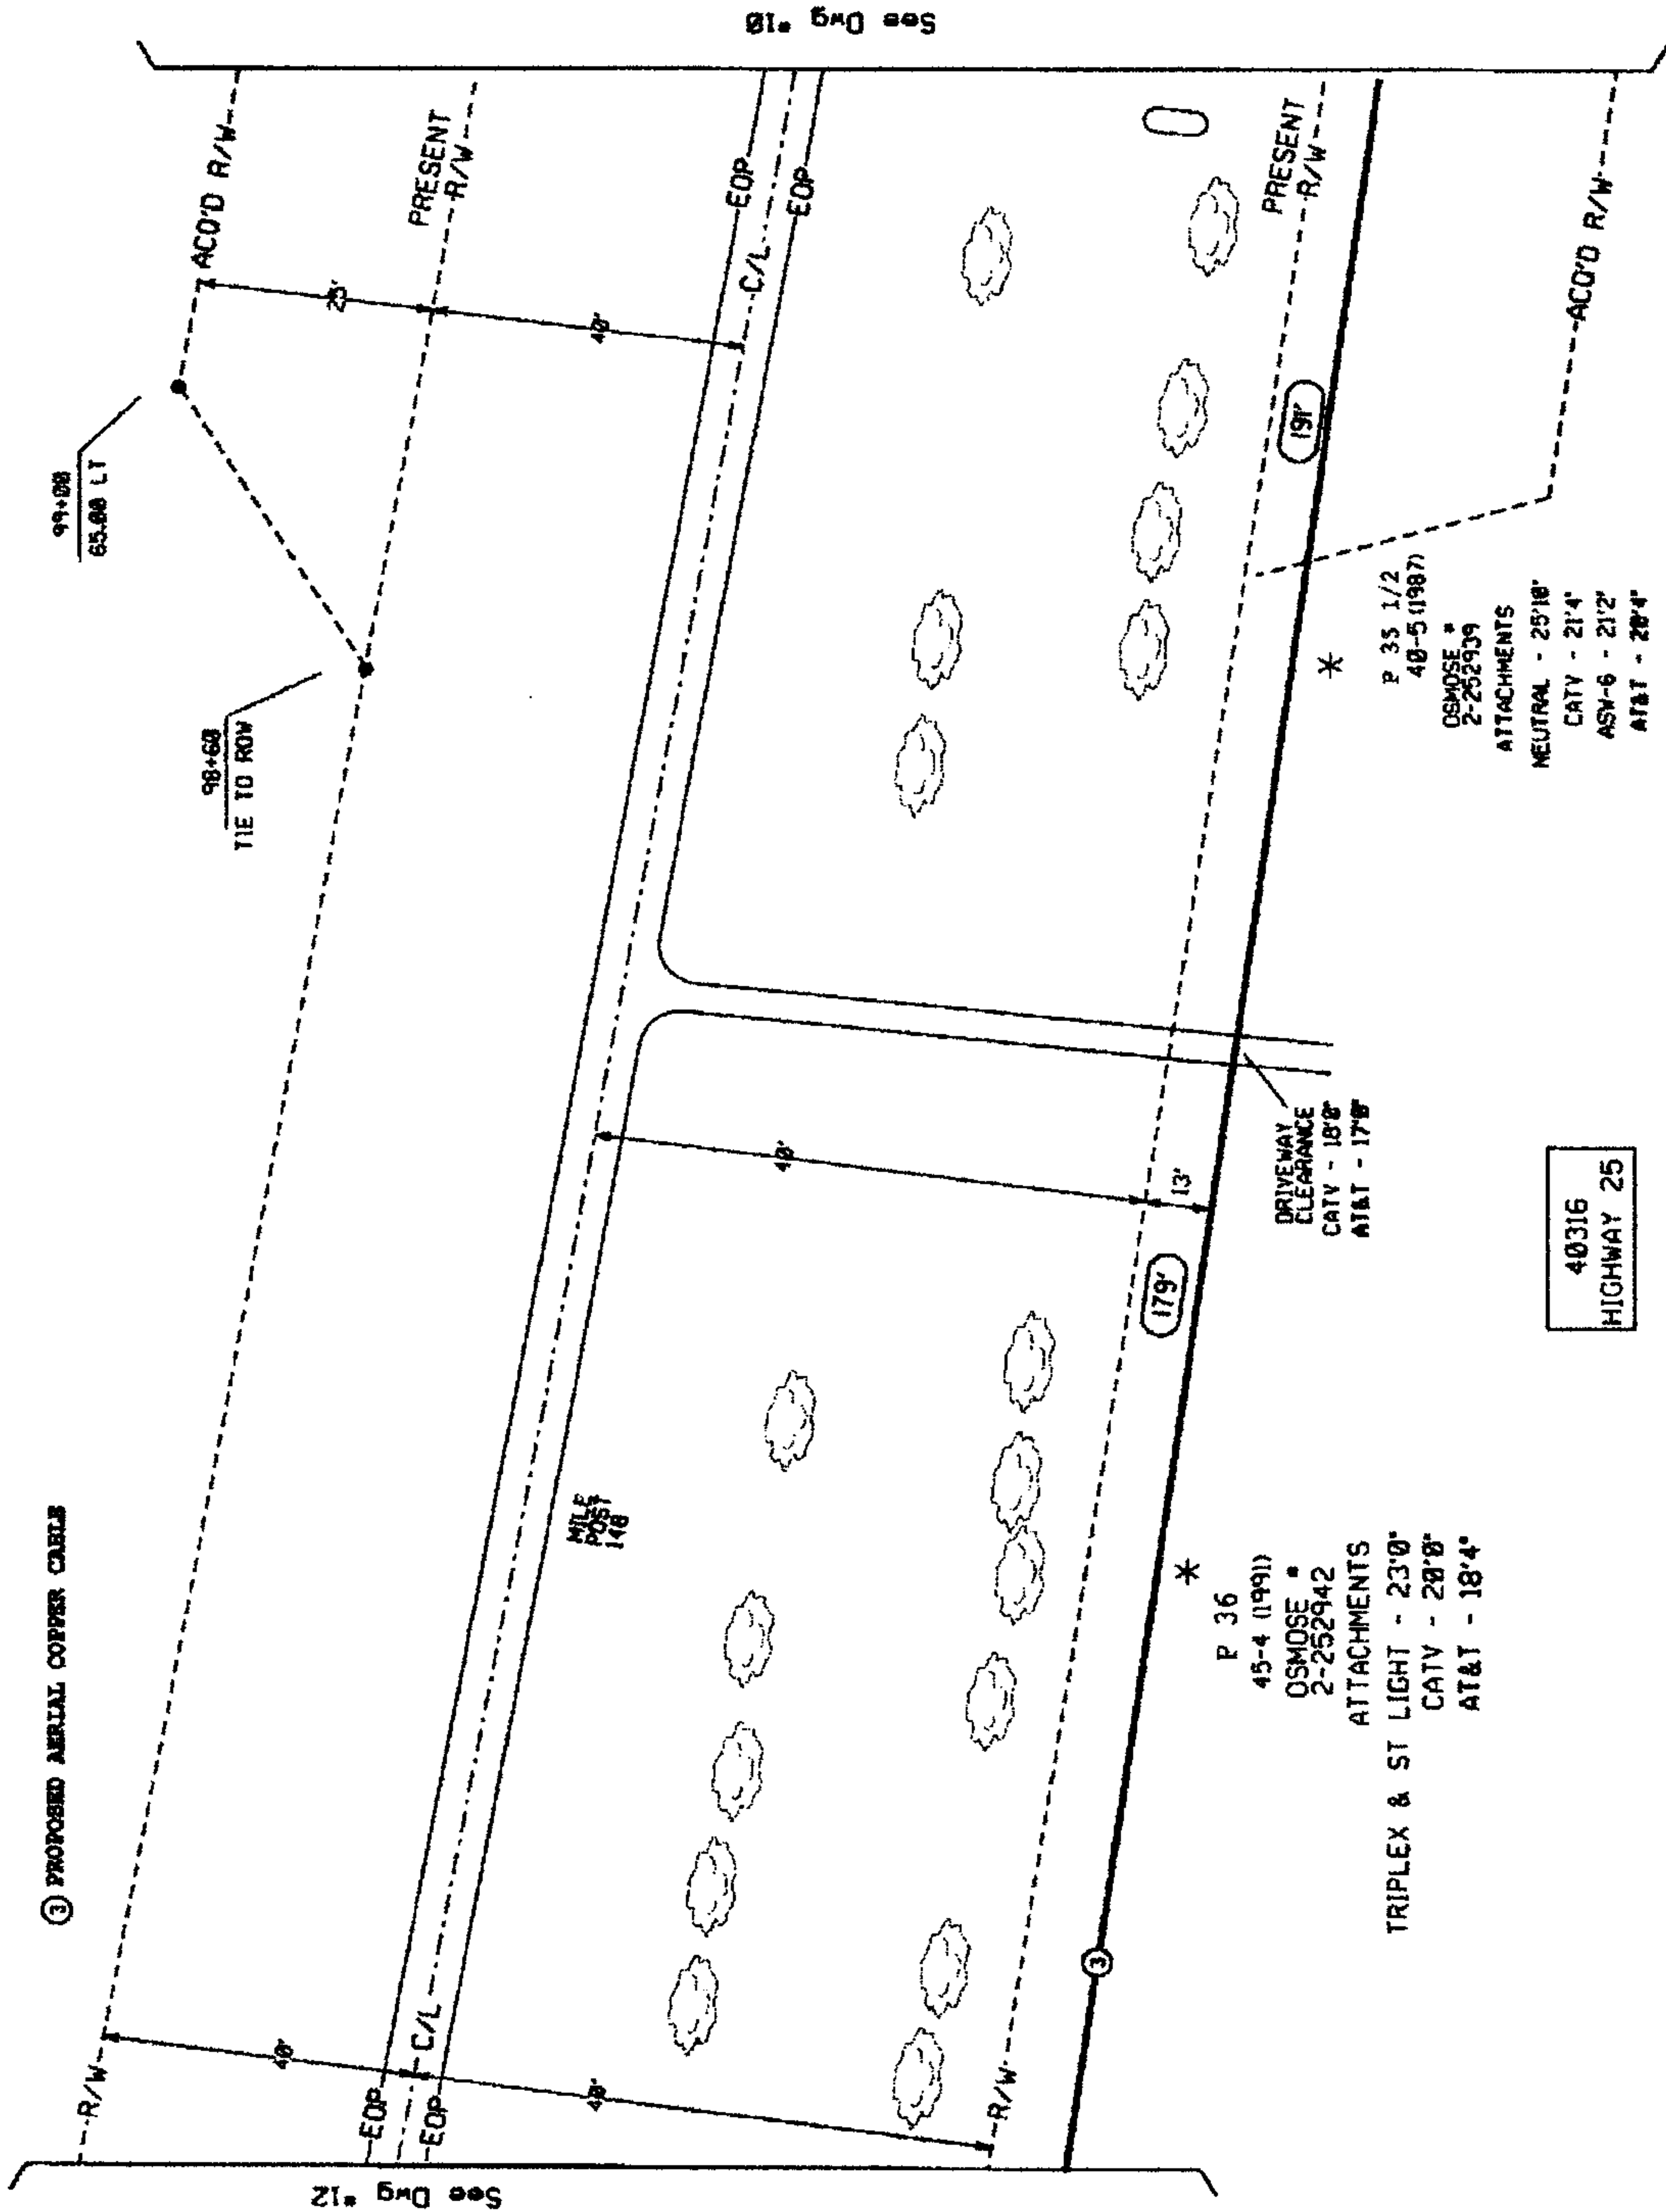 ③ PROPOSED AERIAL COPPER CABLE
99+00
65.00 LT
98+60
TIE TO ROW
ACQ'D R/W
PRESENT
R/W
25'
40'
EOP
C/L
EOP
R/W
40'
EOP
C/L
EOP
40'
R/W
MILE
POST
148
40'
13'
179'
191'
PRESENT
R/W
ACQ'D R/W
DRIVEWAY
CLEARANCE
CATV - 18'0"
AT&T - 17'0"
3
*
P 36
45-4 (1991)
OSMOSE #
2-252942
ATTACHMENTS
TRIPLEX & ST LIGHT - 23'0"
CATV - 20'0"
AT&T - 18'4"
*
P 35 1/2
40-5 (1987)
OSMOSE #
2-252939
ATTACHMENTS
NEUTRAL - 25'10"
CATV - 21'4"
ASW-6 - 21'2"
AT&T - 20'4"
40316
HIGHWAY 25
See Dwg #12
See Dwg #10